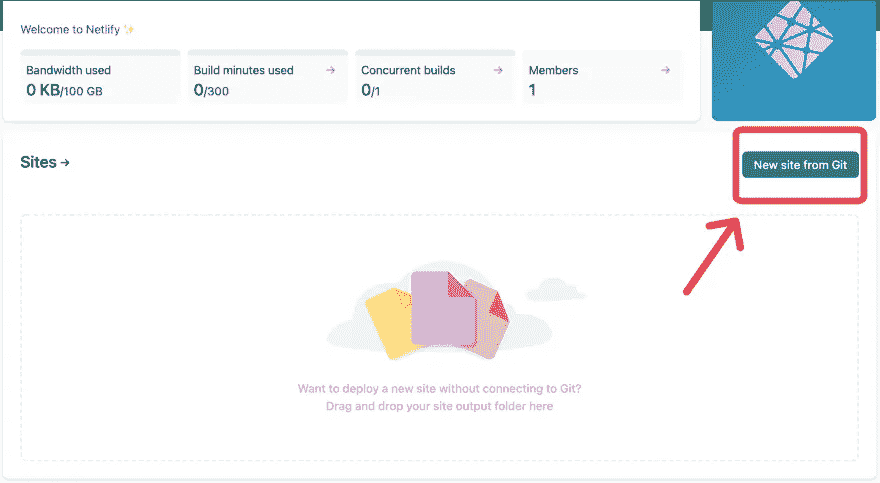 Welcome to Netlify ✨
Bandwidth used
0 KB/100 GB
Build minutes used →
0/300
Concurrent builds →
0/1
Members →
1
Sites →
New site from Git
Want to deploy a new site without connecting to Git?
Drag and drop your site output folder here